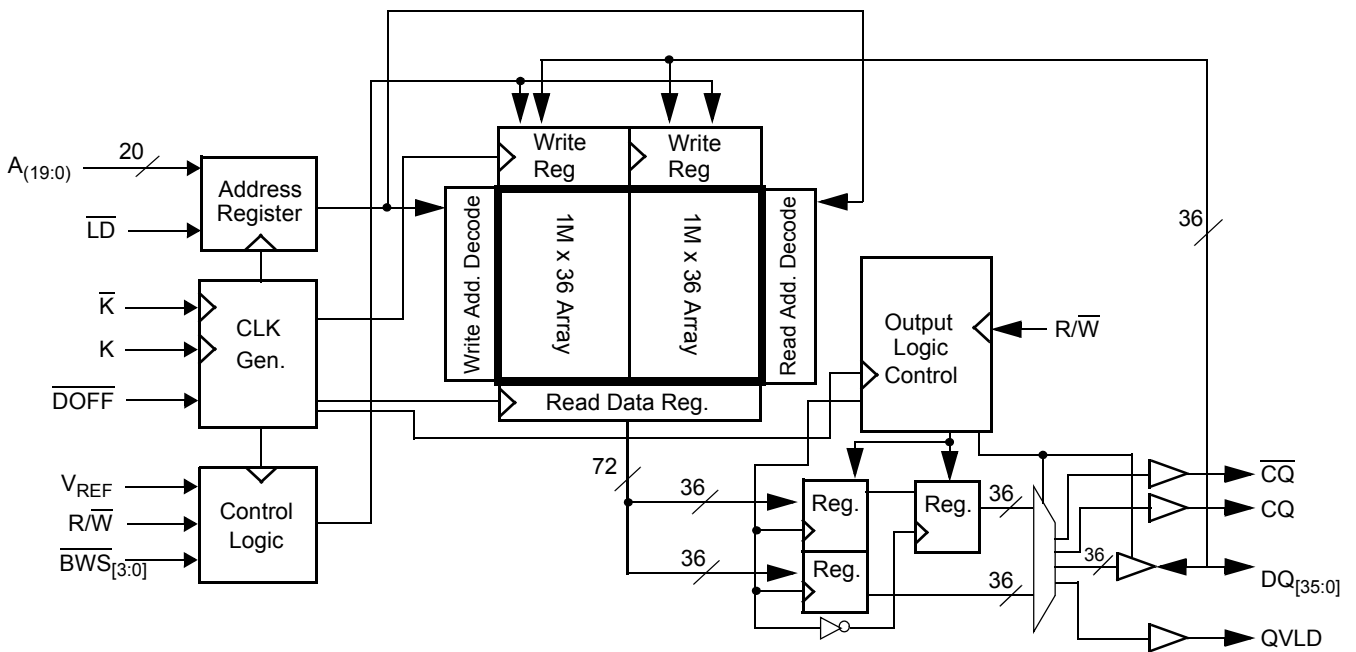 A(19:0)
20
LD
Address
Register
K
K
DOFF
CLK
Gen.
VREF
R/W
BWS[3:0]
Control
Logic
Write
Reg
Write
Reg
Write Add. Decode
1M x 36 Array
1M x 36 Array
Read Add. Decode
Read Data Reg.
36
Output
Logic
Control
R/W
72
36
36
Reg.
Reg.
Reg.
36
36
36
CQ
CQ
DQ[35:0]
QVLD